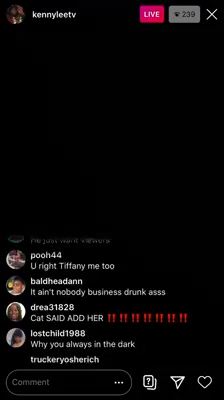 kennyleetv
LIVE
239
He just want viewers
pooh44
U right Tiffany me too
baldheadann
It ain't nobody business drunk asss
drea31828
Cat SAID ADD HER ‼️‼️‼️‼️‼️‼️‼️
lostchild1988
Why you always in the dark
truckeryosherich
Comment